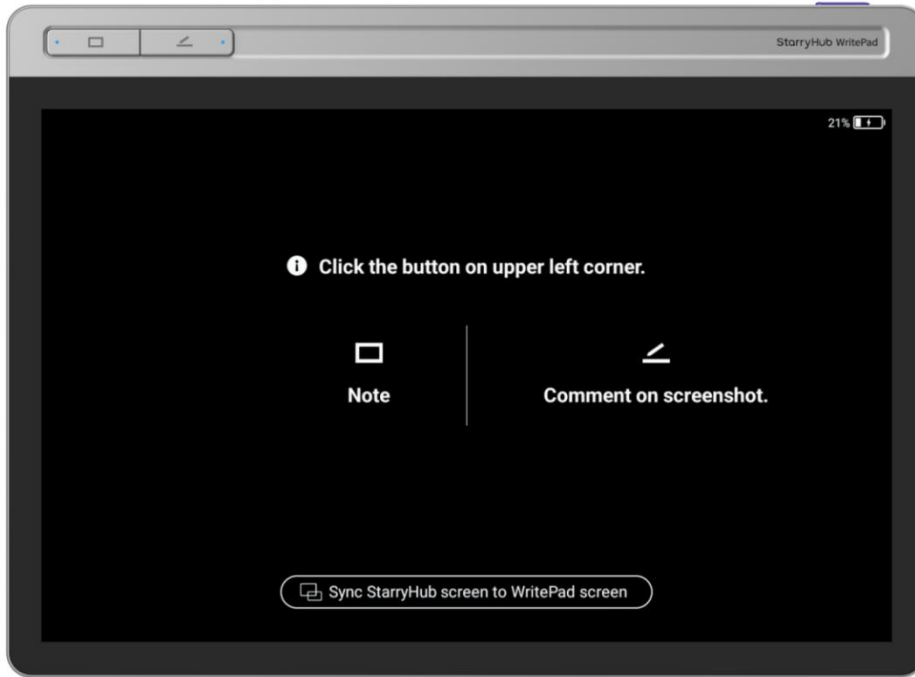 StarryHub WritePad
21%
Click the button on upper left corner.
Note
Comment on screenshot.
Sync StarryHub screen to WritePad screen